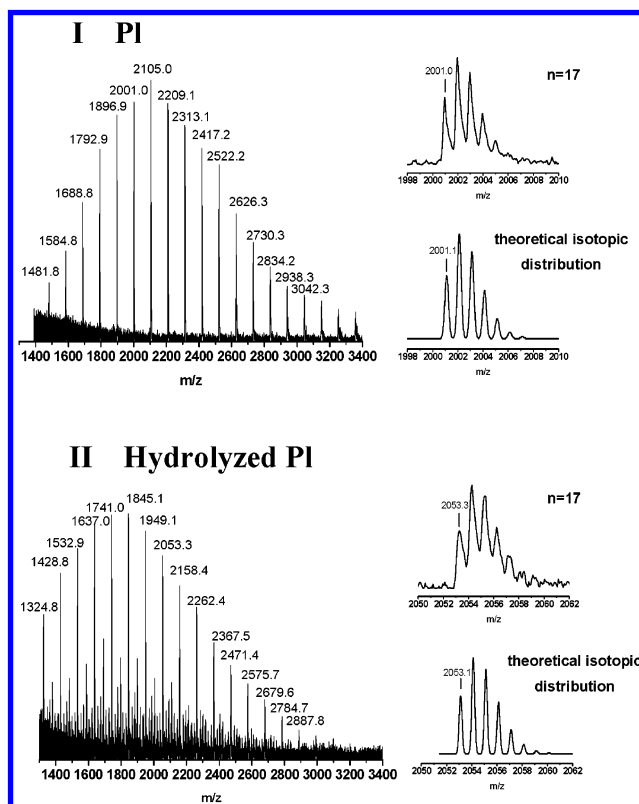 I PI
2105.0
2001.0
1896.9
2209.1
2313.1
1792.9
2417.2
2522.2
1688.8
2626.3
1584.8
2730.3
1481.8
2834.2
2938.3
3042.3
1400 1600 1800 2000 2200 2400 2600 2800 3000 3200 3400
m/z
2001.0
n=17
1998 2000 2002 2004 2006 2008 2010
m/z
2001.1
theoretical isotopic
distribution
1998 2000 2002 2004 2006 2008 2010
m/z
II Hydrolyzed PI
1845.1
1741.0
1637.0
1949.1
1532.9
2053.3
1428.8
2158.4
1324.8
2262.4
2367.5
2471.4
2575.7
2679.6
2784.7
2887.8
1400 1600 1800 2000 2200 2400 2600 2800 3000 3200 3400
m/z
2053.3
n=17
2050 2052 2054 2056 2058 2060 2062
m/z
2053.1
theoretical isotopic
distribution
2050 2052 2054 2056 2058 2060 2062
m/z